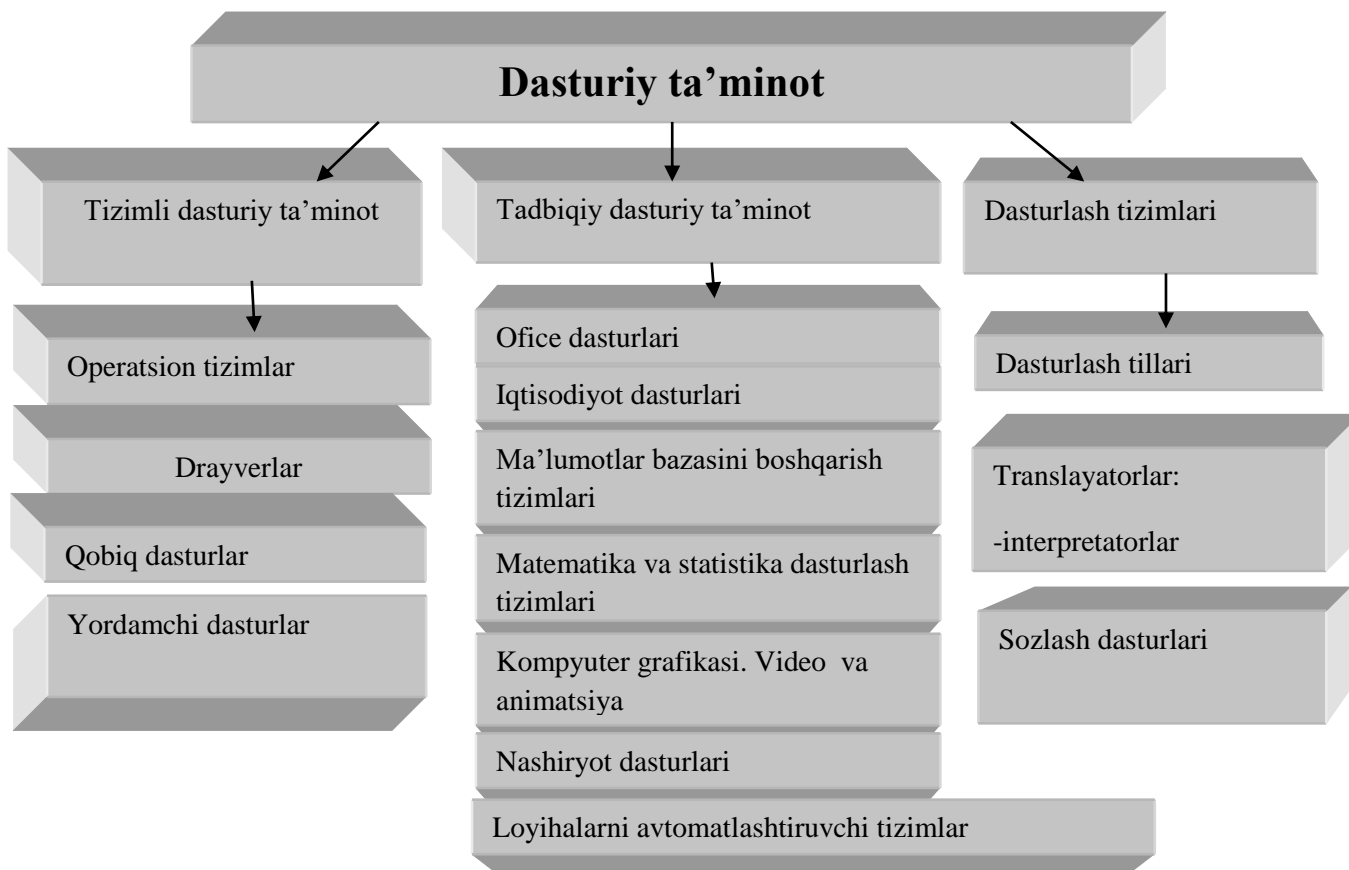 Dasturiy ta’minot
Tizimli dasturiy ta’minot
Tadbiqiy dasturiy ta’minot
Dasturlash tizimlari
Operatsion tizimlar
Drayverlar
Qobiq dasturlar
Yordamchi dasturlar
Ofice dasturlari
Iqtisodiyot dasturlari
Ma’lumotlar bazasini boshqarish
tizimlari
Matematika va statistika dasturlash
tizimlari
Kompyuter grafikasi. Video va
animatsiya
Nashiryot dasturlari
Loyihalarni avtomatlashtiruvchi tizimlar
Dasturlash tillari
Translayatorlar:
-interpretatorlar
Sozlash dasturlari